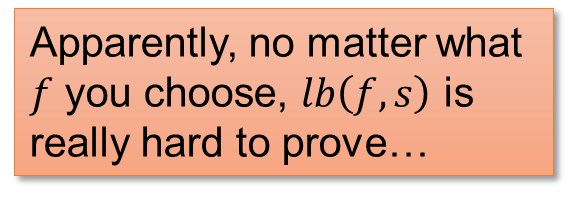 Apparently, no matter what
𝑓 you choose, 𝑙𝑏(𝑓,𝑠) is
really hard to prove…